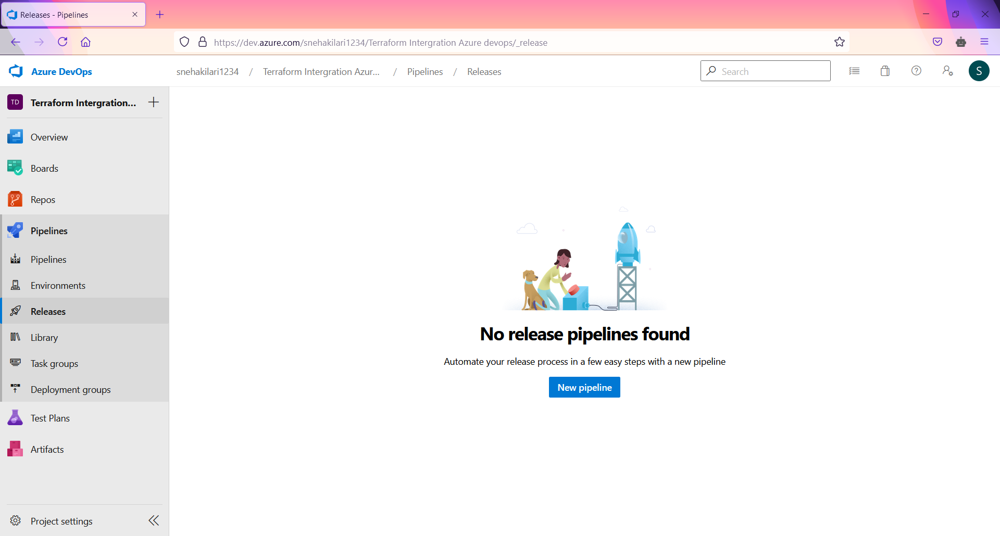 Releases - Pipelines
https://dev.azure.com/snehakilari1234/Terraform Intergration Azure devops/_release
Azure DevOps
snehakilari1234 / Terraform Intergration Azur... / Pipelines / Releases
Search
S
TD
Terraform Intergration...
Overview
Boards
Repos
Pipelines
Pipelines
Environments
Releases
Library
Task groups
Deployment groups
Test Plans
Artifacts
Project settings
No release pipelines found
Automate your release process in a few easy steps with a new pipeline
New pipeline